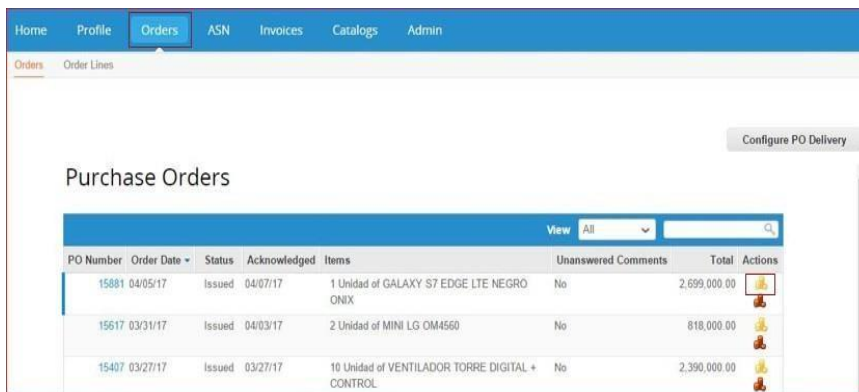 Home Profile Orders ASN Invoices Catalogs Admin
Orders Order Lines
Configure PO Delivery
Purchase Orders
View All
PO Number Order Date Status Acknowledged Items Unanswered Comments Total Actions
15881 04/05/17 Issued 04/07/17 1 Unidad of GALAXY S7 EDGE LTE NEGRO No 2,699,000.00
ONIX
15617 03/31/17 Issued 04/03/17 2 Unidad of MINI LG OM4560 No 818,000.00
15407 03/27/17 Issued 03/27/17 10 Unidad of VENTILADOR TORRE DIGITAL + No 2,390,000.00
CONTROL